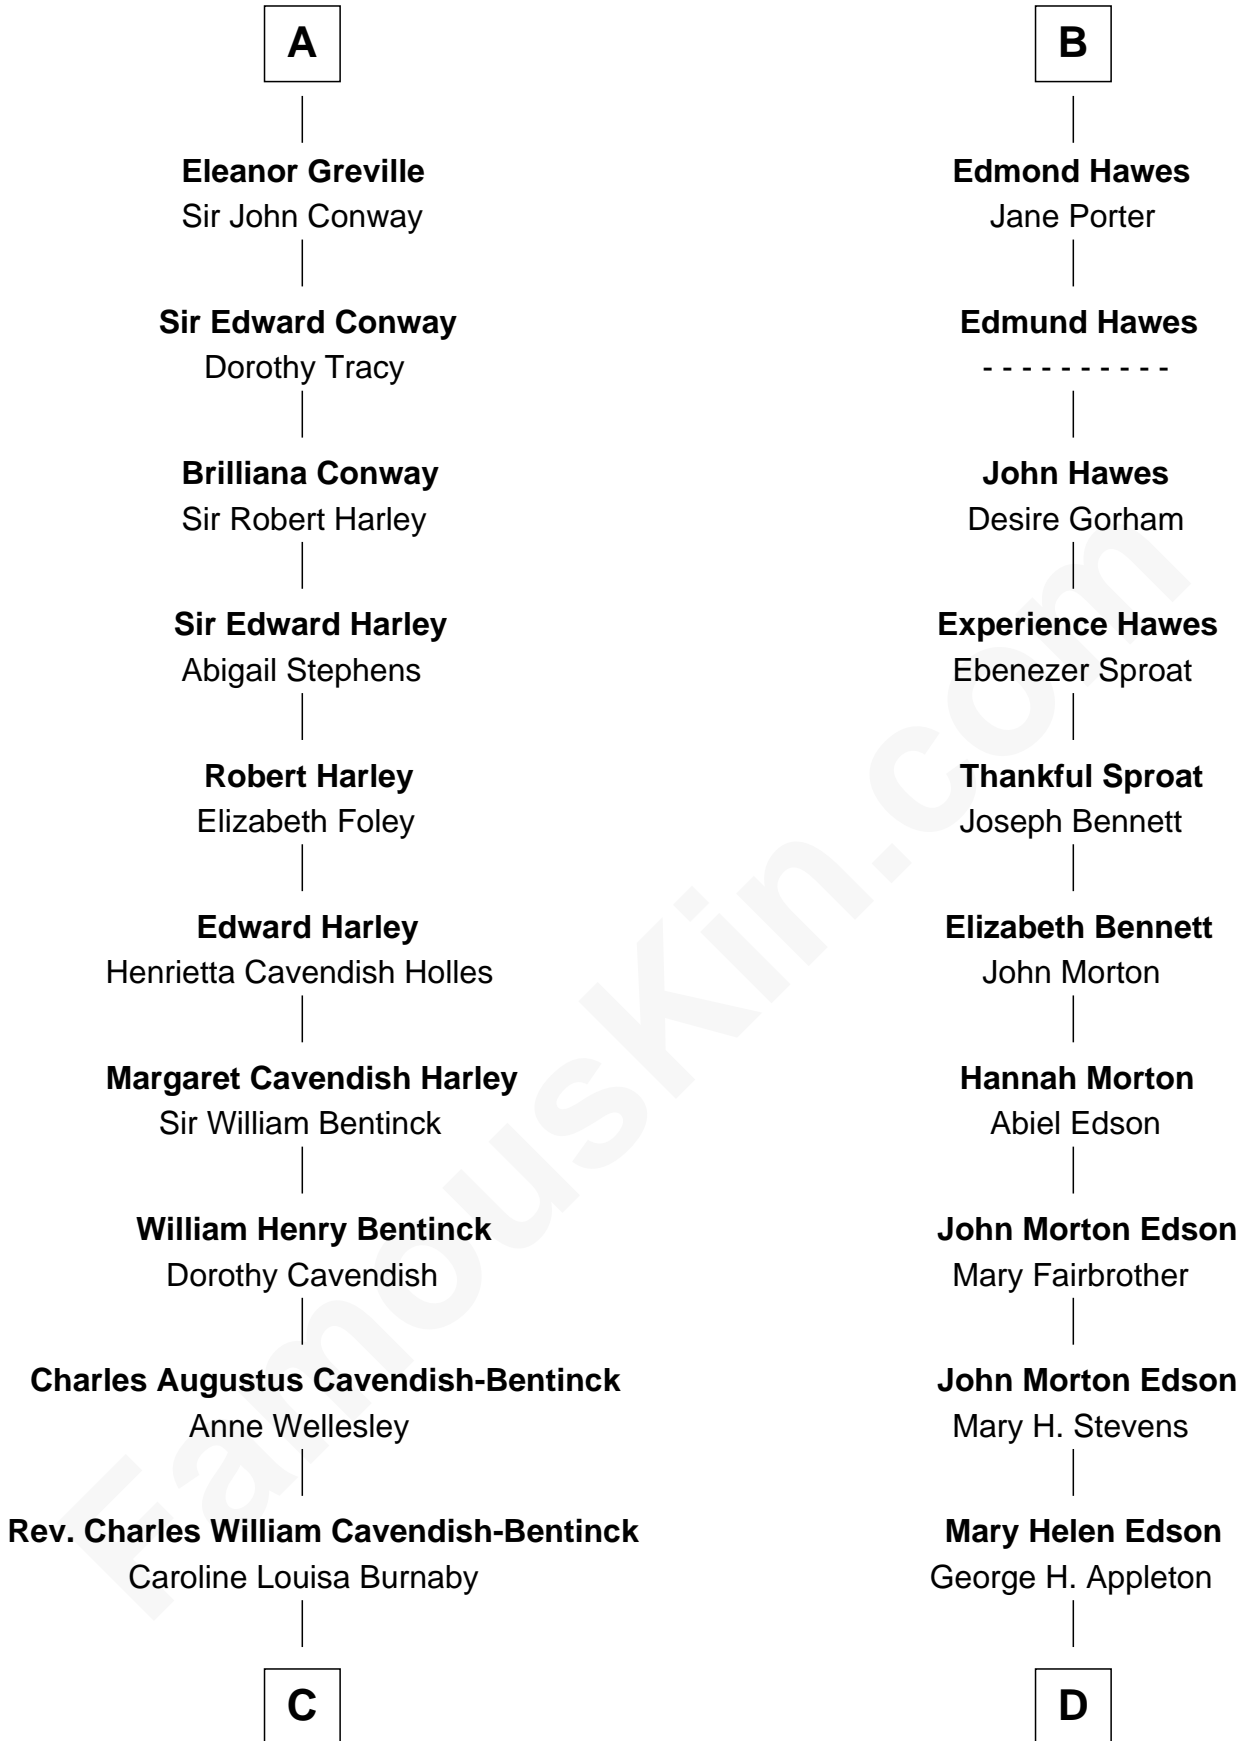 A
Eleanor Greville
Sir John Conway
Sir Edward Conway
Dorothy Tracy
Brilliana Conway
Sir Robert Harley
Sir Edward Harley
Abigail Stephens
Robert Harley
Elizabeth Foley
Edward Harley
Henrietta Cavendish Holles
Margaret Cavendish Harley
Sir William Bentinck
William Henry Bentinck
Dorothy Cavendish
Charles Augustus Cavendish-Bentinck
Anne Wellesley
Rev. Charles William Cavendish-Bentinck
Caroline Louisa Burnaby
C
B
Edmond Hawes
Jane Porter
Edmund Hawes
- - - - - - - - - -
John Hawes
Desire Gorham
Experience Hawes
Ebenezer Sproat
Thankful Sproat
Joseph Bennett
Elizabeth Bennett
John Morton
Hannah Morton
Abiel Edson
John Morton Edson
Mary Fairbrother
John Morton Edson
Mary H. Stevens
Mary Helen Edson
George H. Appleton
D
FamousKin.com